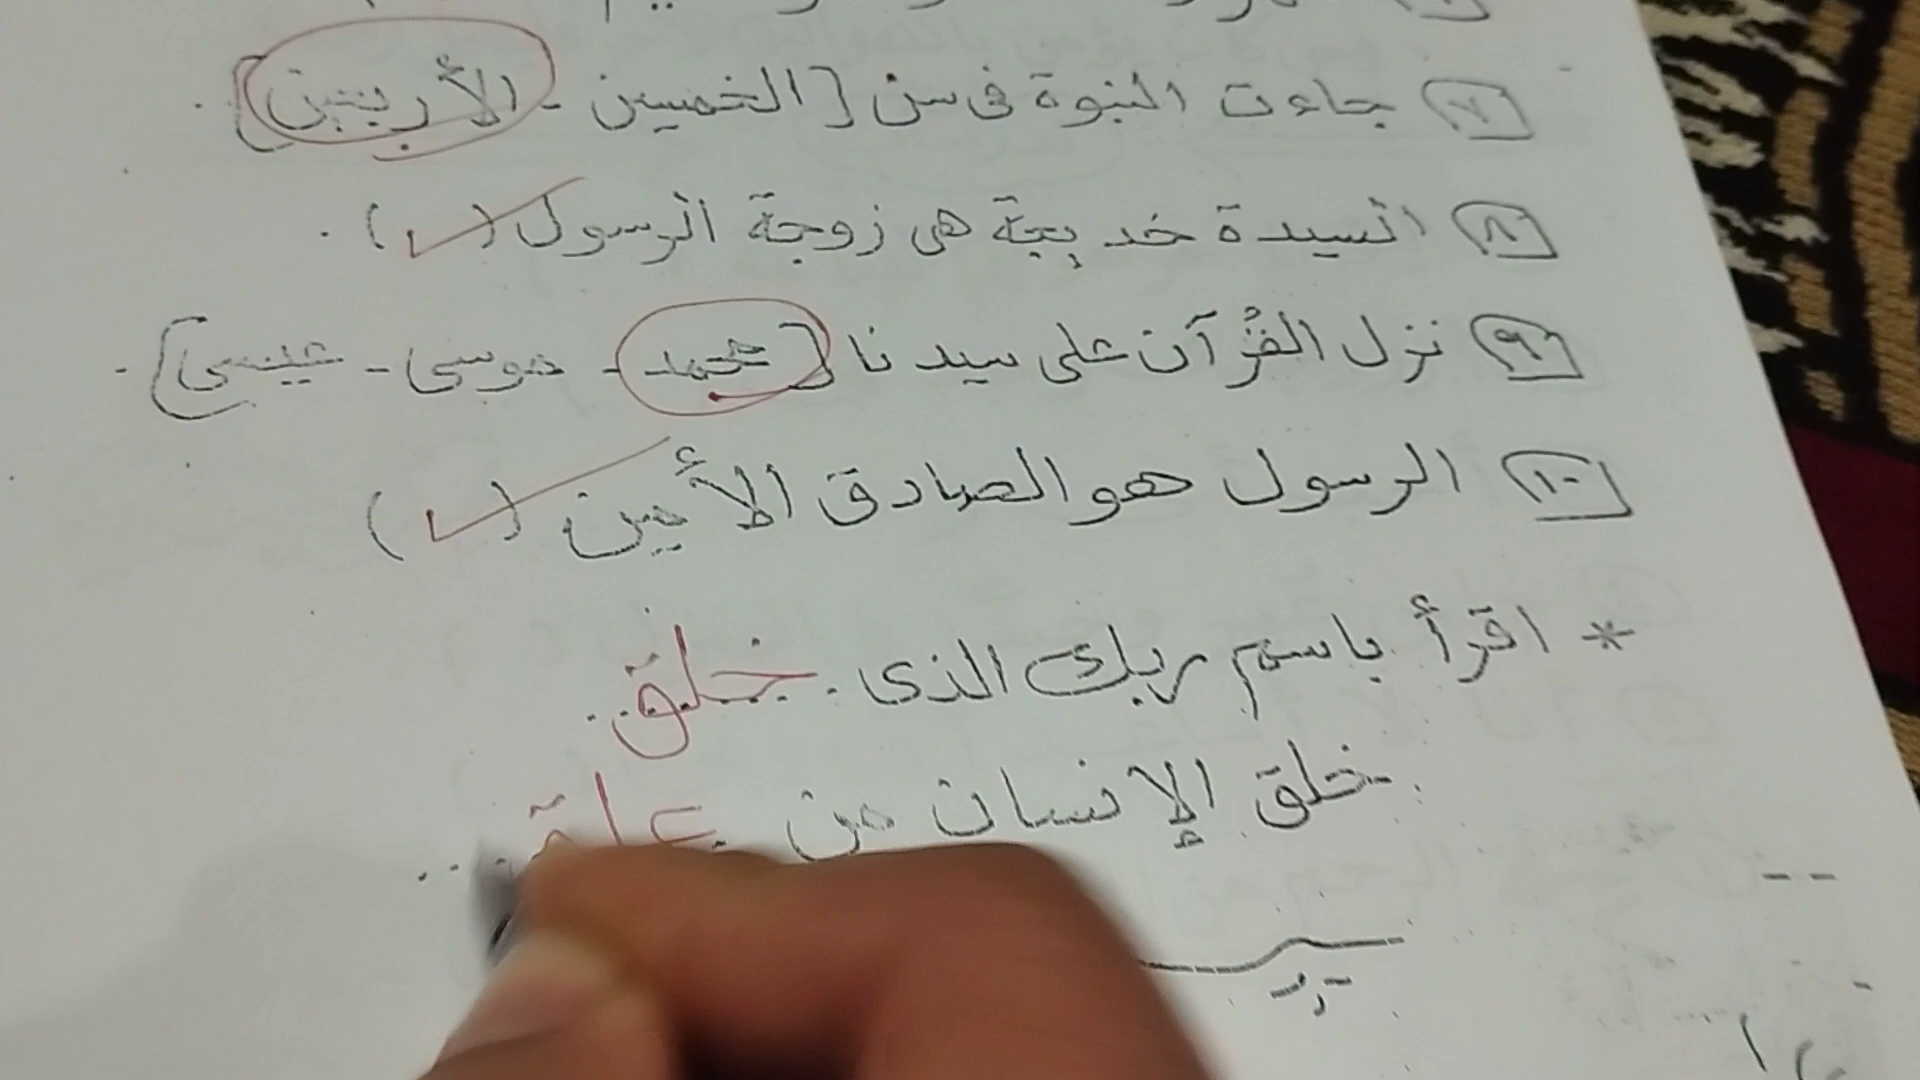 ٧ جاءت النبوة فى سن [الخمسين - الأربعين] .
٨ السيدة خديجة هى زوجة الرسول (✓) .
٩ نزل القرآن على سيدنا [محمد - موسى - عيسى] .
١٠ الرسول هو الصادق الأمين (✓)
* اقرأ باسم ربك الذى خلق
خلق الإنسان من علق